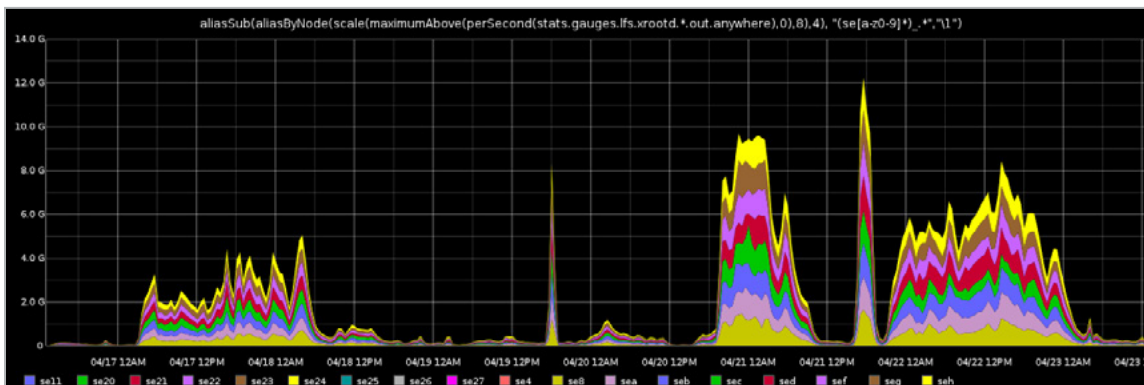 aliasSub(aliasByNode(scale(maximumAbove(perSecond(stats.gauges.lfs.xrootd.*.out.anywhere),0),8),4), "(se[a-z0-9]*)_.*","\1")
14.0 G
12.0 G
10.0 G
8.0 G
6.0 G
4.0 G
2.0 G
0
04/17 12AM 04/17 12PM 04/18 12AM 04/18 12PM 04/19 12AM 04/19 12PM 04/20 12AM 04/20 12PM 04/21 12AM 04/21 12PM 04/22 12AM 04/22 12PM 04/23 12AM 04/23
se11 se20 se21 se22 se23 se24 se25 se26 se27 se4 se8 sea seb sec sed sef seg seh